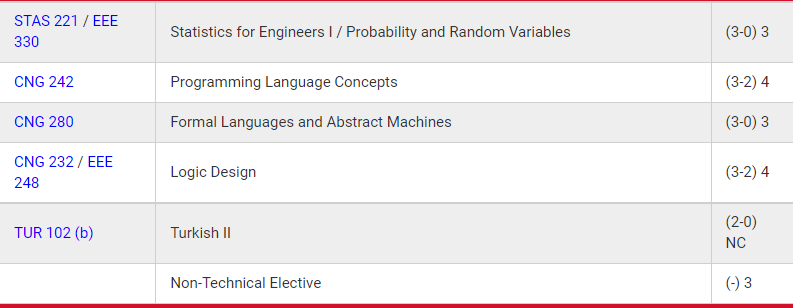 STAS 221 / EEE 330 Statistics for Engineers I / Probability and Random Variables (3-0) 3
CNG 242 Programming Language Concepts (3-2) 4
CNG 280 Formal Languages and Abstract Machines (3-0) 3
CNG 232 / EEE 248 Logic Design (3-2) 4
TUR 102 (b) Turkish II (2-0) NC
Non-Technical Elective (-) 3